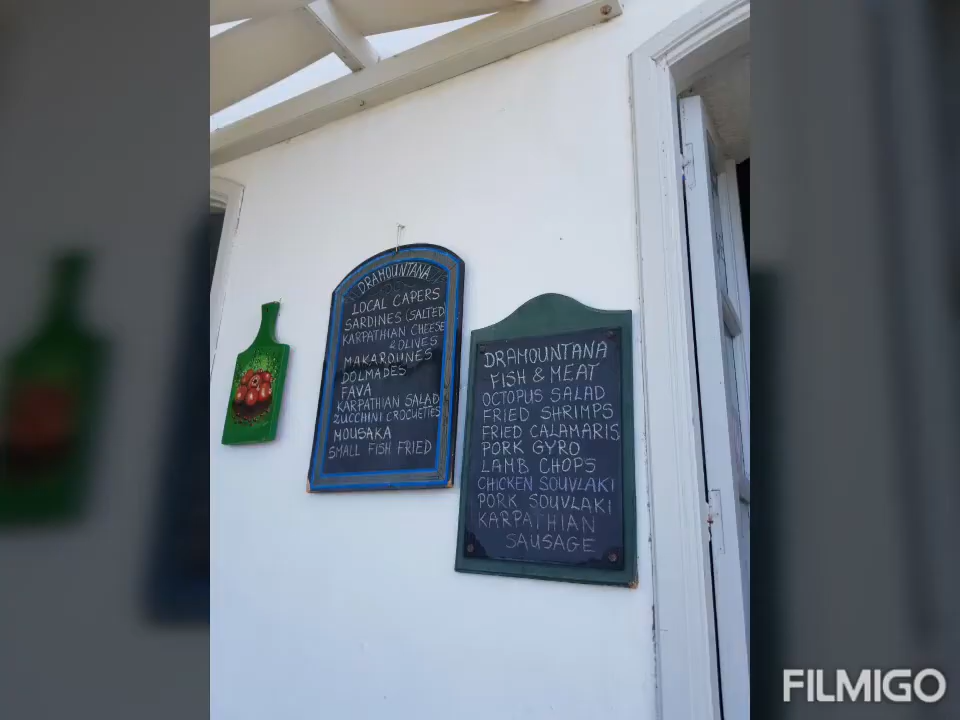 DRAMOUNTANA
LOCAL CAPERS
SARDINES (SALTED
KARPATHIAN CHEESE
& OLIVES
MAKAROUNES
DOLMADES
FAVA
KARPATHIAN SALAD
ZUCCHINI CROCUETTES
MOUSAKA
SMALL FISH FRIED
DRAMOUNTANA
FISH & MEAT
OCTOPUS SALAD
FRIED SHRIMPS
FRIED CALAMARIS
PORK GYRO
LAMB CHOPS
CHICKEN SOUVLAKI
PORK SOUVLAKI
KARPATHIAN
SAUSAGE
FILMIGO